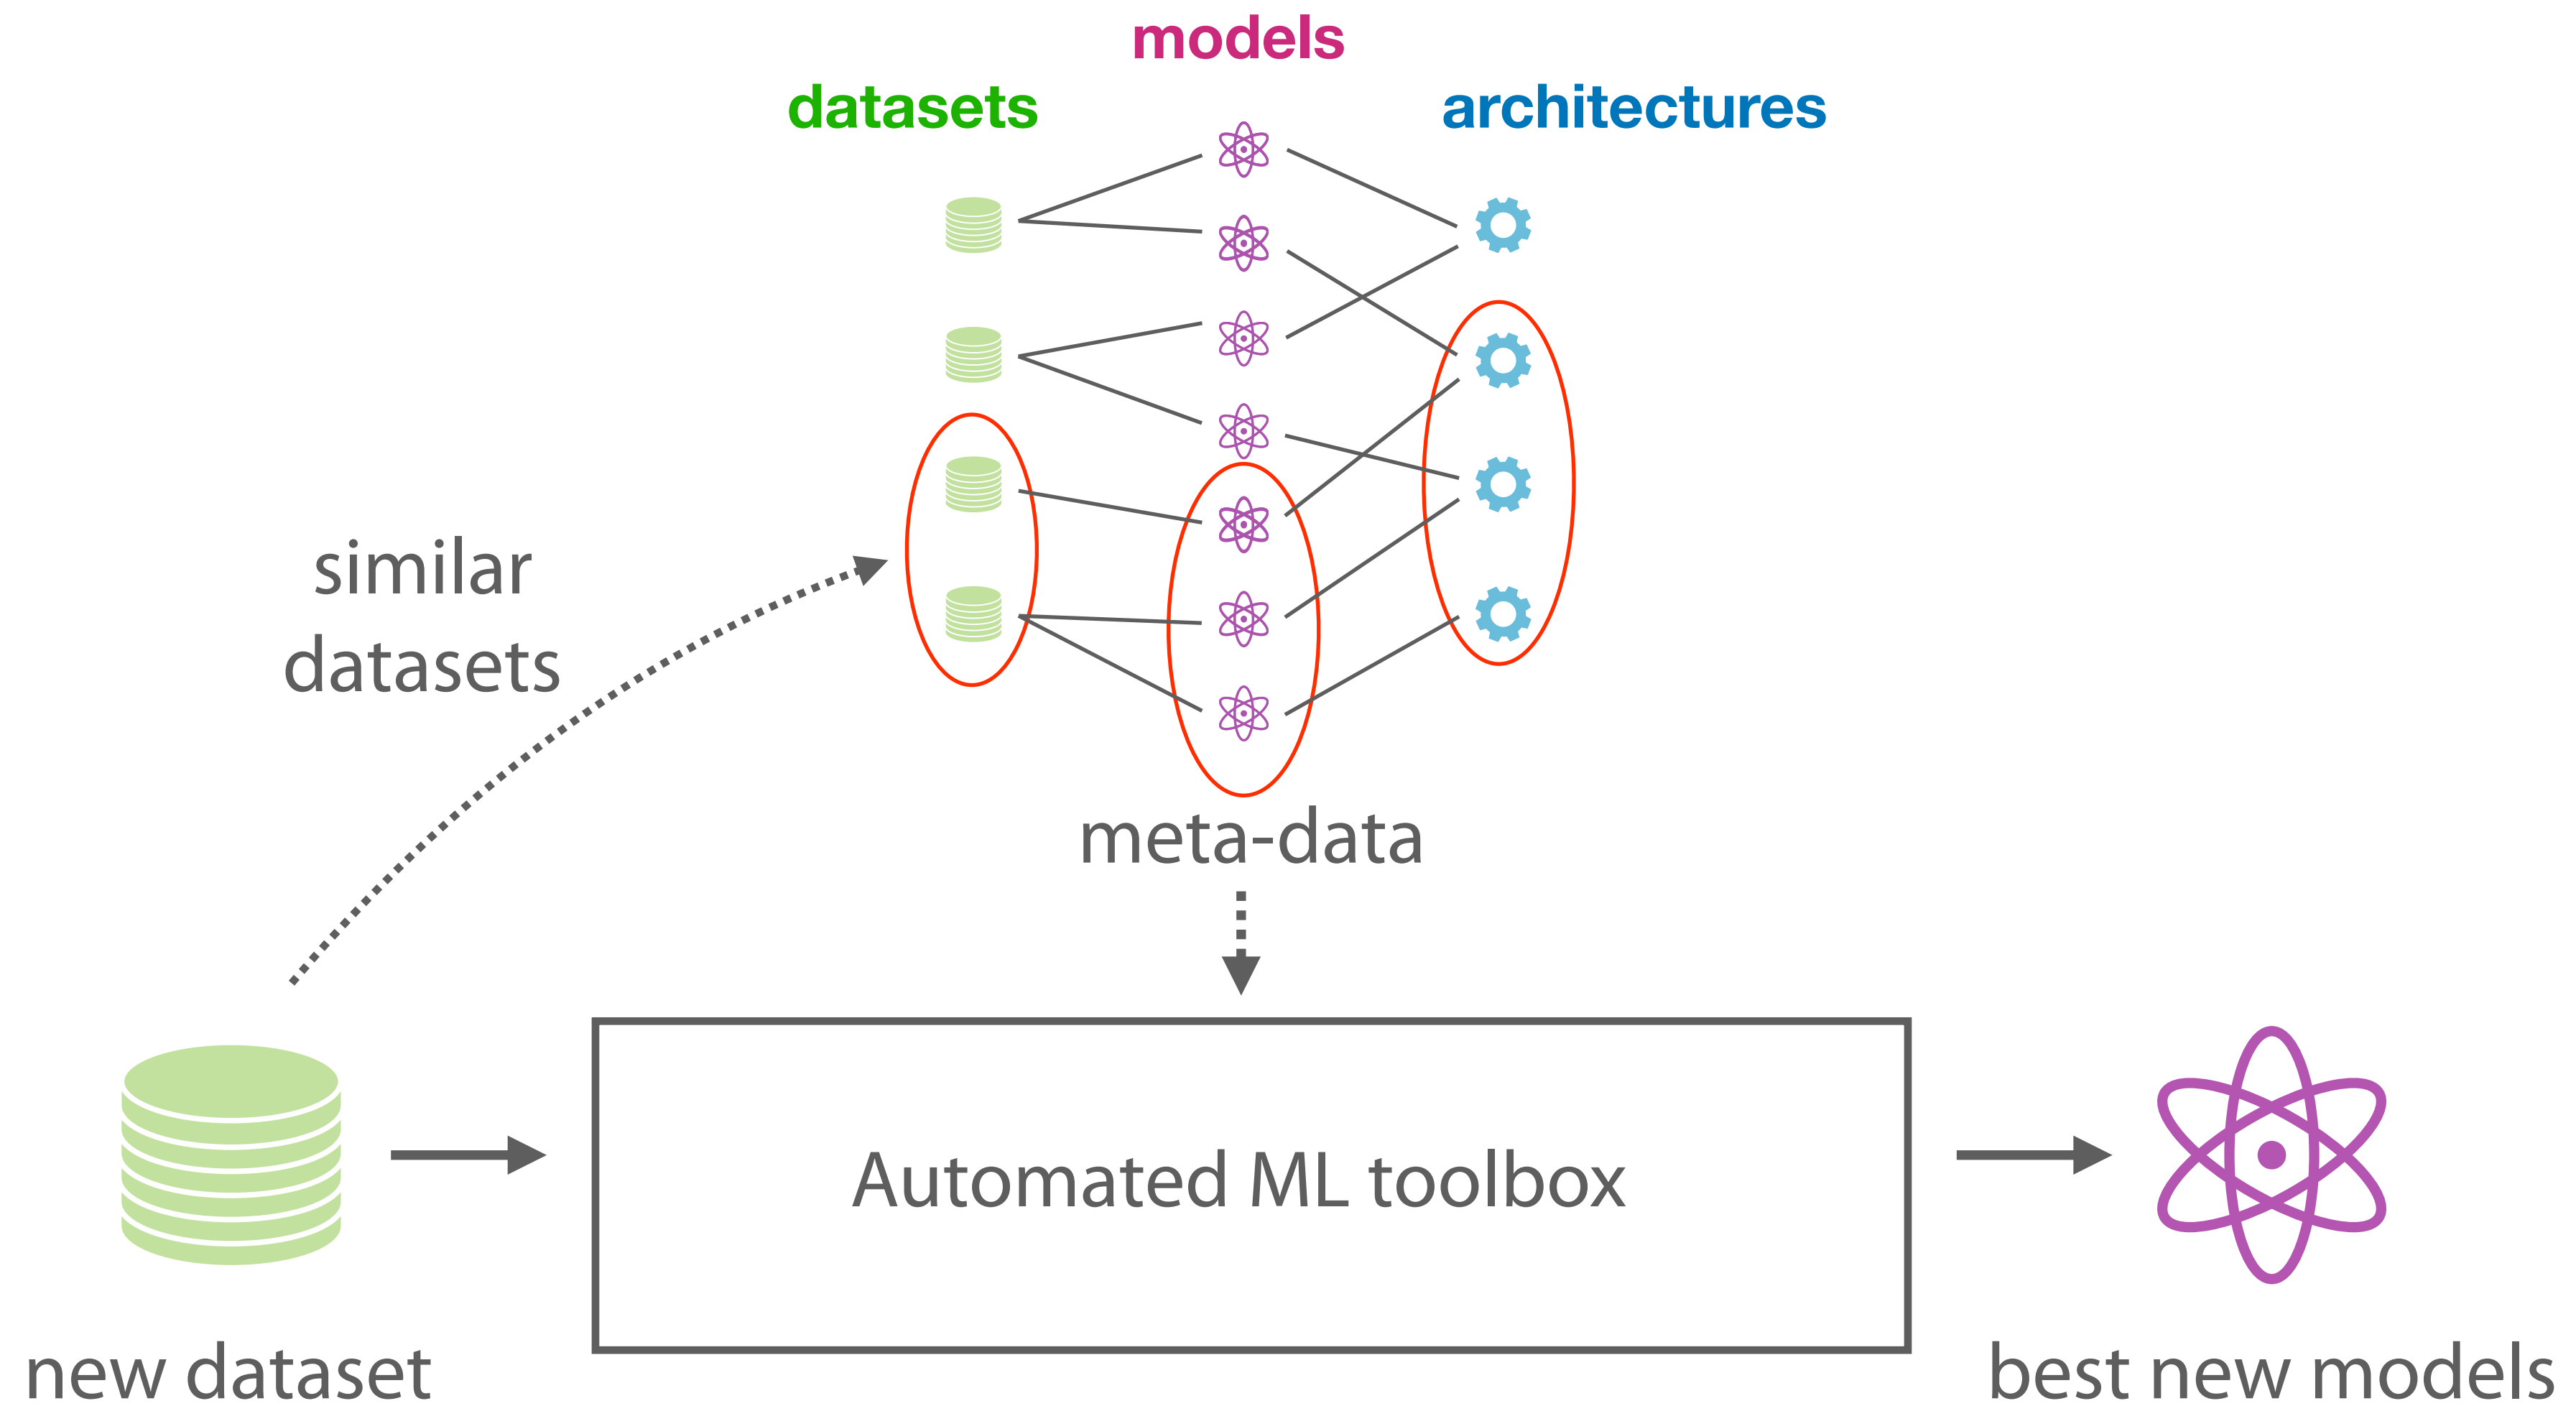 models
datasets
architectures
similar
datasets
meta-data
Automated ML toolbox
new dataset
best new models